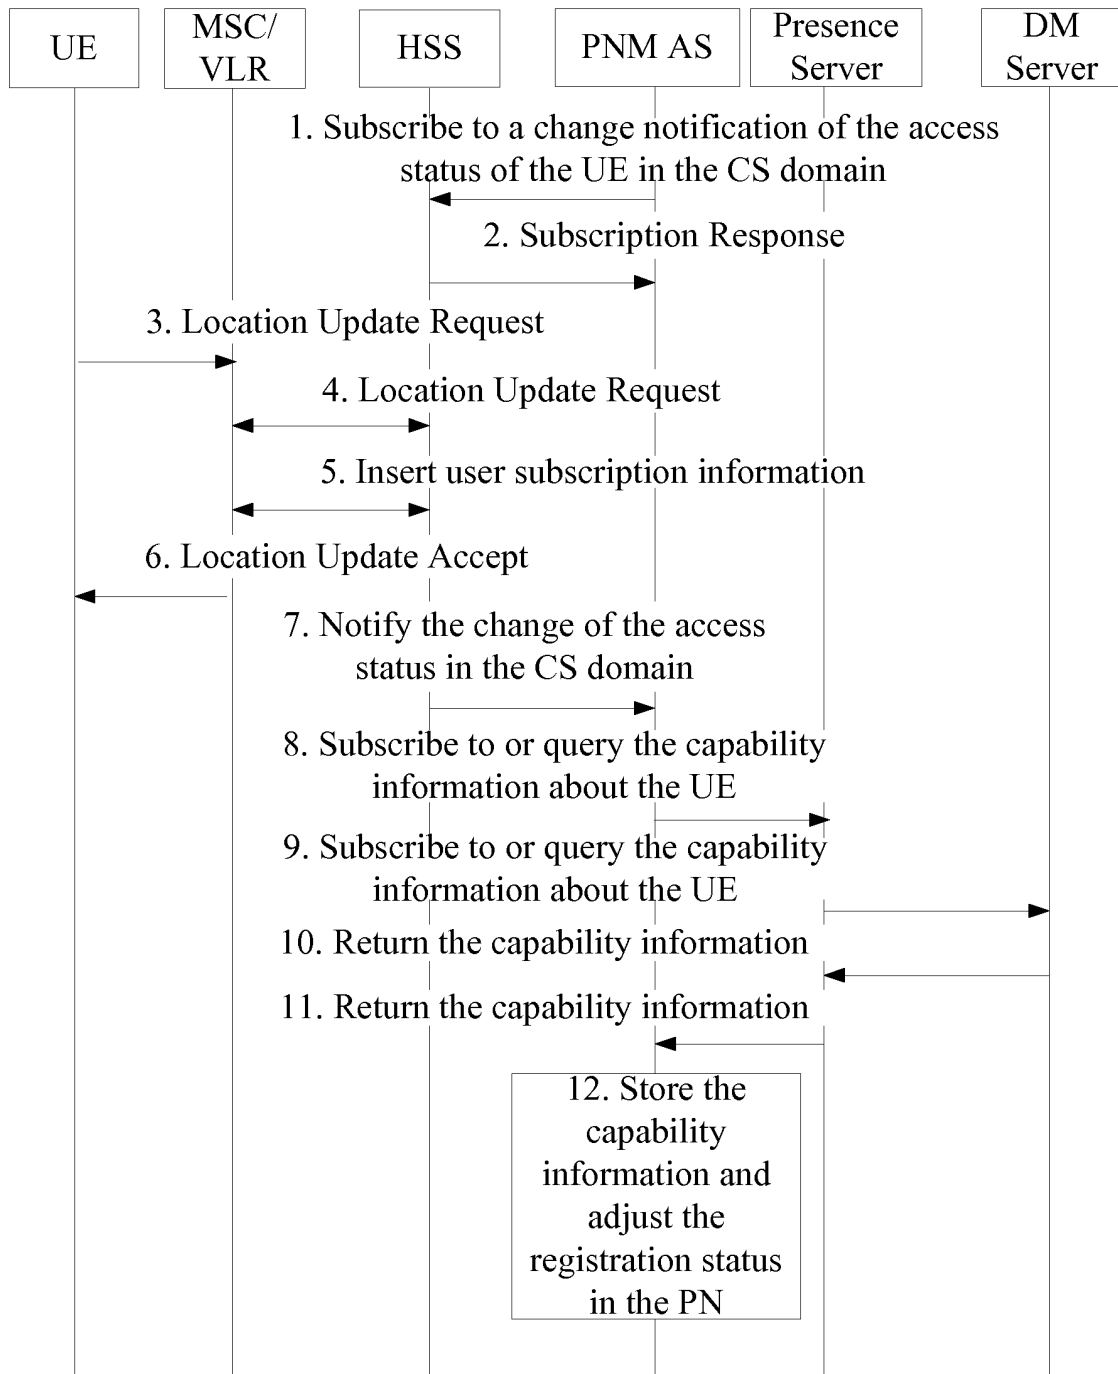 UE
MSC/
VLR
HSS
PNM AS
Presence
Server
DM
Server
1. Subscribe to a change notification of the access
status of the UE in the CS domain
2. Subscription Response
3. Location Update Request
4. Location Update Request
5. Insert user subscription information
6. Location Update Accept
7. Notify the change of the access
status in the CS domain
8. Subscribe to or query the capability
information about the UE
9. Subscribe to or query the capability
information about the UE
10. Return the capability information
11. Return the capability information
12. Store the
capability
information and
adjust the
registration status
in the PN